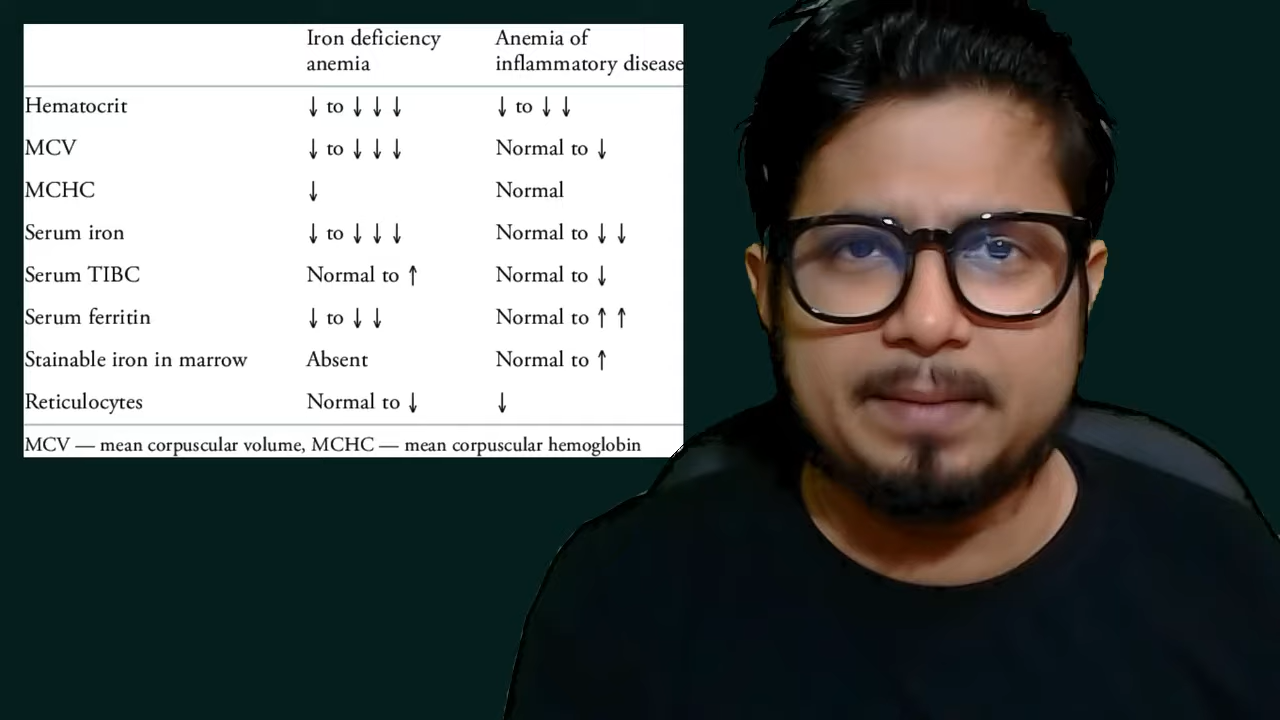 Iron deficiency anemia Anemia of inflammatory disease
Hematocrit ↓ to ↓ ↓ ↓ ↓ to ↓ ↓
MCV ↓ to ↓ ↓ ↓ Normal to ↓
MCHC ↓ Normal
Serum iron ↓ to ↓ ↓ ↓ Normal to ↓ ↓
Serum TIBC Normal to ↑ Normal to ↓
Serum ferritin ↓ to ↓ ↓ Normal to ↑ ↑
Stainable iron in marrow Absent Normal to ↑
Reticulocytes Normal to ↓ ↓
MCV — mean corpuscular volume, MCHC — mean corpuscular hemoglobin